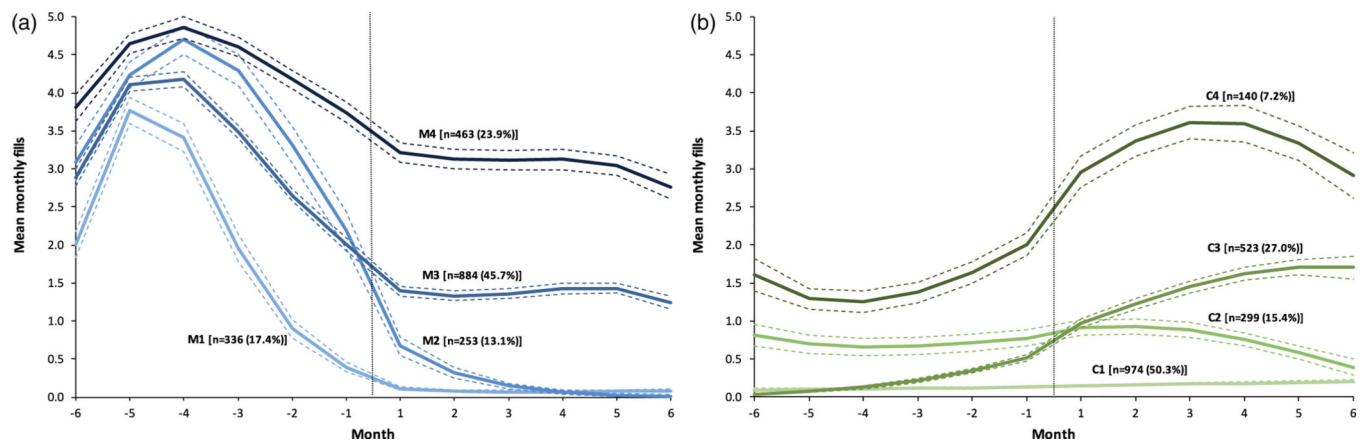 (a)
Mean monthly fills
5.0
4.5
4.0
3.5
3.0
2.5
2.0
1.5
1.0
0.5
0.0
M4 [n=463 (23.9%)]
M3 [n=884 (45.7%)]
M1 [n=336 (17.4%)]
M2 [n=253 (13.1%)]
-6 -5 -4 -3 -2 -1 1 2 3 4 5 6
Month
(b)
Mean monthly fills
5.0
4.5
4.0
3.5
3.0
2.5
2.0
1.5
1.0
0.5
0.0
C4 [n=140 (7.2%)]
C3 [n=523 (27.0%)]
C2 [n=299 (15.4%)]
C1 [n=974 (50.3%)]
-6 -5 -4 -3 -2 -1 1 2 3 4 5 6
Month